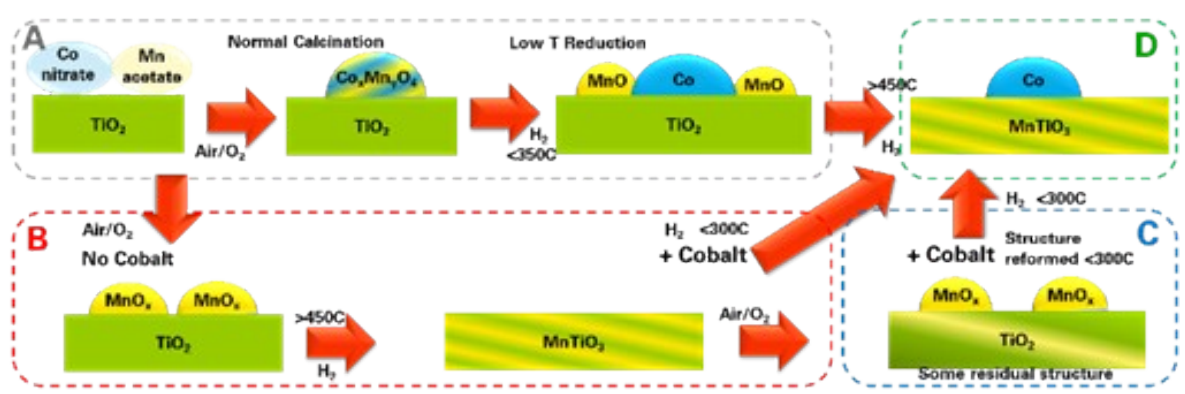 A
Co
nitrate
Mn
acetate
TiO₂
Air/O₂
Normal Calcination
CoₓMnᵧO₄
TiO₂
Low T Reduction
H₂
<350C
MnO
Co
MnO
TiO₂
>450C
H₂
D
Co
MnTiO₃
B
Air/O₂
No Cobalt
MnOₓ
MnOₓ
TiO₂
>450C
H₂
MnTiO₃
H₂ <300C
+ Cobalt
Air/O₂
C
H₂ <300C
+ Cobalt
Structure
reformed <300C
MnOₓ
MnOₓ
TiO₂
Some residual structure